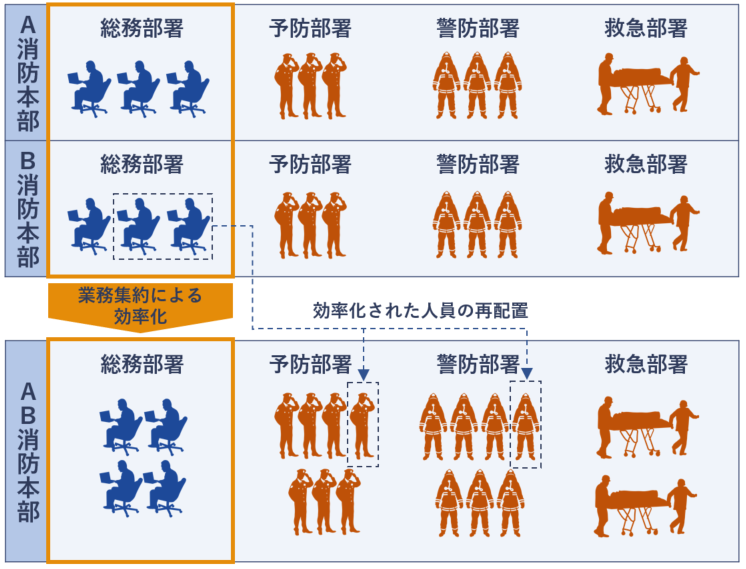 A消防本部
総務部署
予防部署
警防部署
救急部署
B消防本部
総務部署
予防部署
警防部署
救急部署
業務集約による
効率化
効率化された人員の再配置
AB消防本部
総務部署
予防部署
警防部署
救急部署